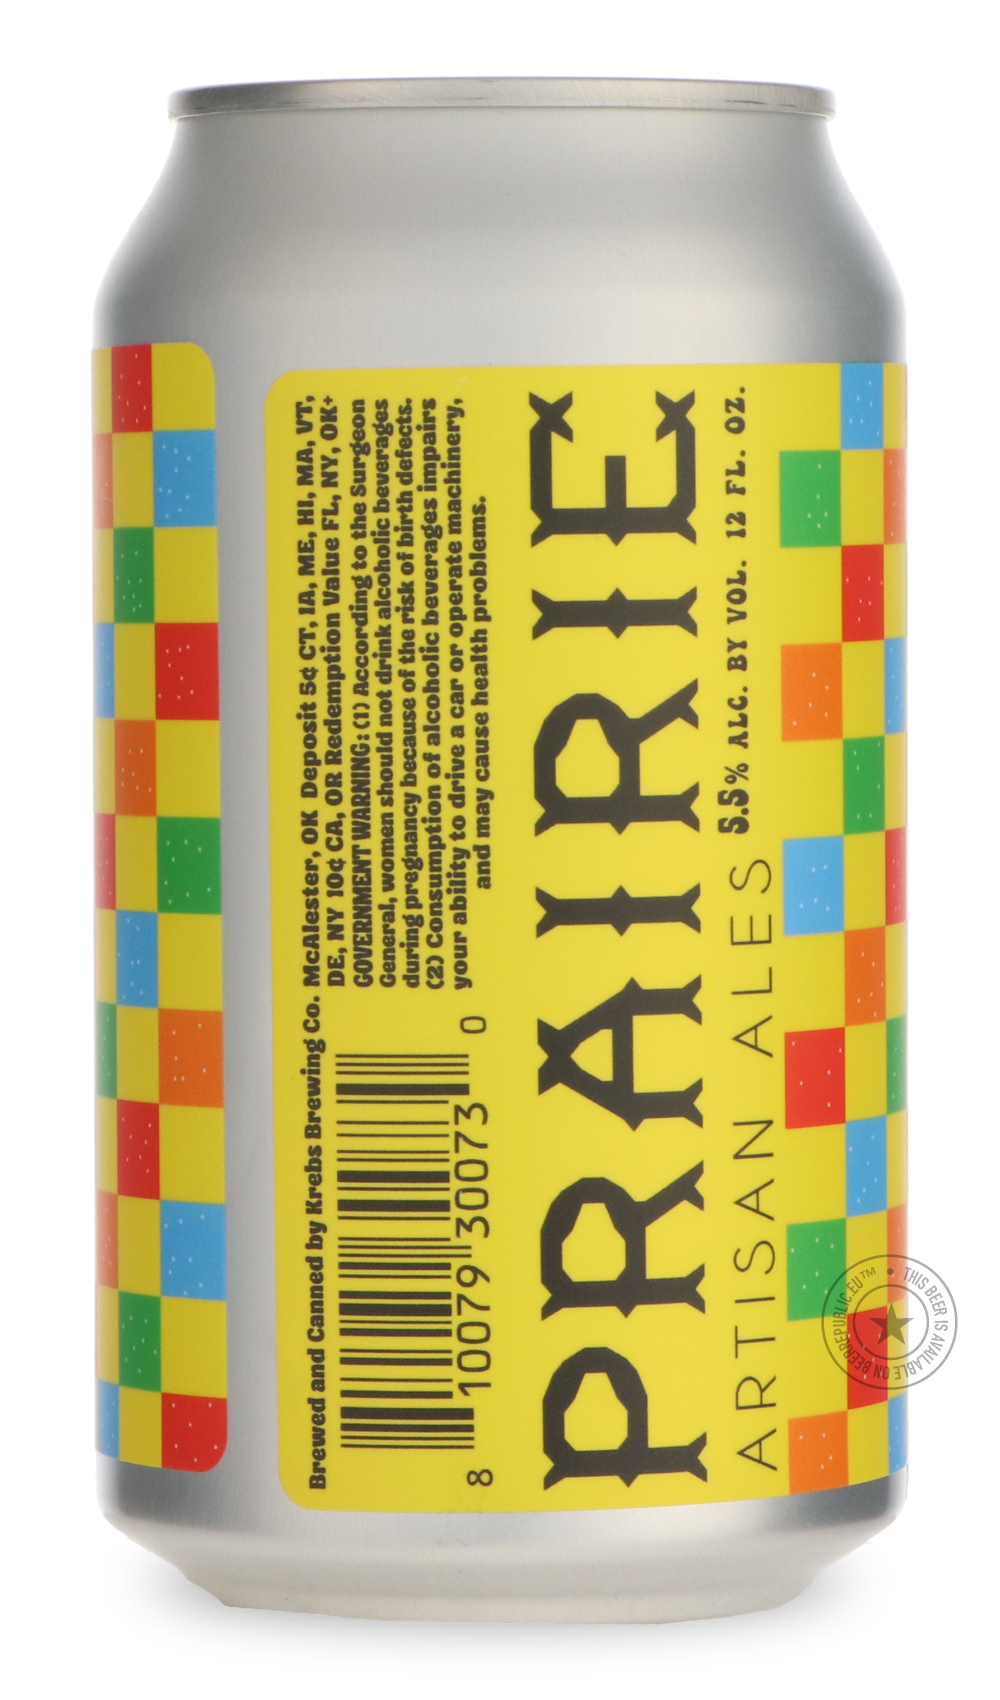 Brewed and Canned by Krebs Brewing Co. McAlester, OK Deposit 5¢ CT, IA, ME, HI, MA, VT,
DE, NY 10¢ CA, OR Redemption Value FL, NY, OK+
GOVERNMENT WARNING: (1) According to the Surgeon
General, women should not drink alcoholic beverages
during pregnancy because of the risk of birth defects.
(2) Consumption of alcoholic beverages impairs
your ability to drive a car or operate machinery,
and may cause health problems.
8 10079 30073 0
PRAIRIE
ARTISAN ALES 5.5% ALC. BY VOL. 12 FL. OZ.
THIS BEER IS AVAILABLE ON BEERREPUBLIC.EU™